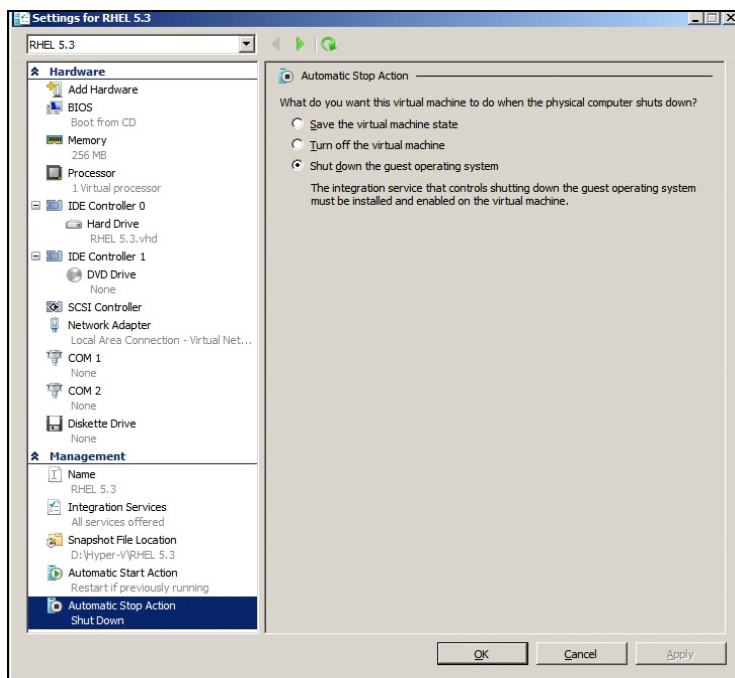 Settings for RHEL 5.3
RHEL 5.3
Hardware
Add Hardware
BIOS
Boot from CD
Memory
256 MB
Processor
1 Virtual processor
IDE Controller 0
Hard Drive
RHEL 5.3.vhd
IDE Controller 1
DVD Drive
None
SCSI Controller
Network Adapter
Local Area Connection - Virtual Net...
COM 1
None
COM 2
None
Diskette Drive
None
Management
Name
RHEL 5.3
Integration Services
All services offered
Snapshot File Location
D:\Hyper-V\RHEL 5.3
Automatic Start Action
Restart if previously running
Automatic Stop Action
Shut Down
Automatic Stop Action
What do you want this virtual machine to do when the physical computer shuts down?
Save the virtual machine state
Turn off the virtual machine
Shut down the guest operating system
The integration service that controls shutting down the guest operating system
must be installed and enabled on the virtual machine.
OK
Cancel
Apply